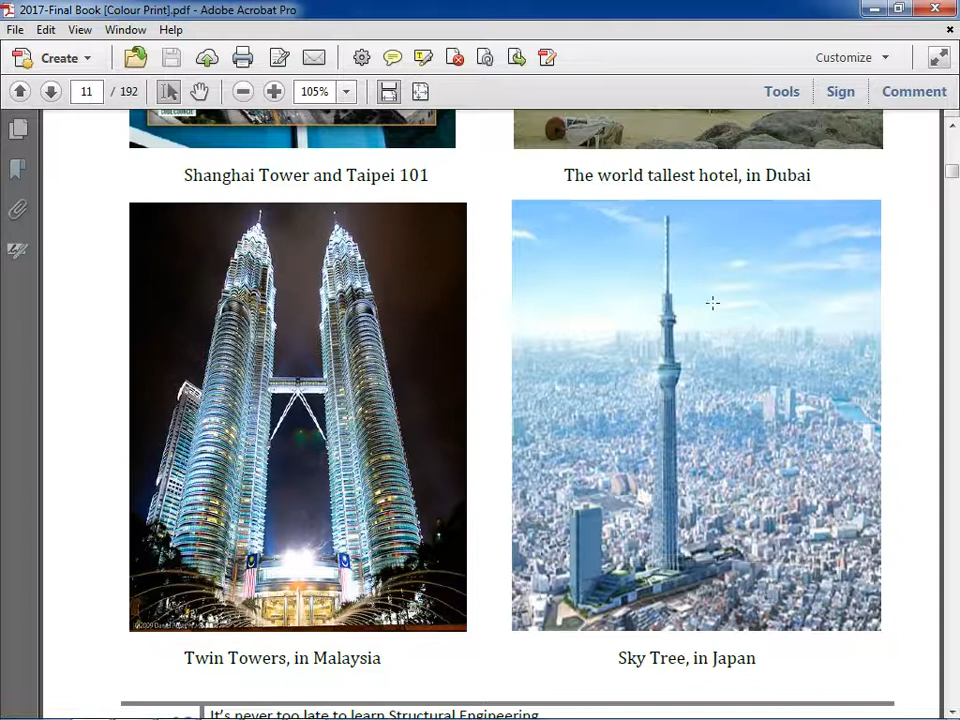 2017-Final Book [Colour Print].pdf - Adobe Acrobat Pro
File Edit View Window Help
Create Customize
11 / 192 105% Tools Sign Comment
Shanghai Tower and Taipei 101 The world tallest hotel, in Dubai
Twin Towers, in Malaysia Sky Tree, in Japan
It's never too late to learn Structural Engineering